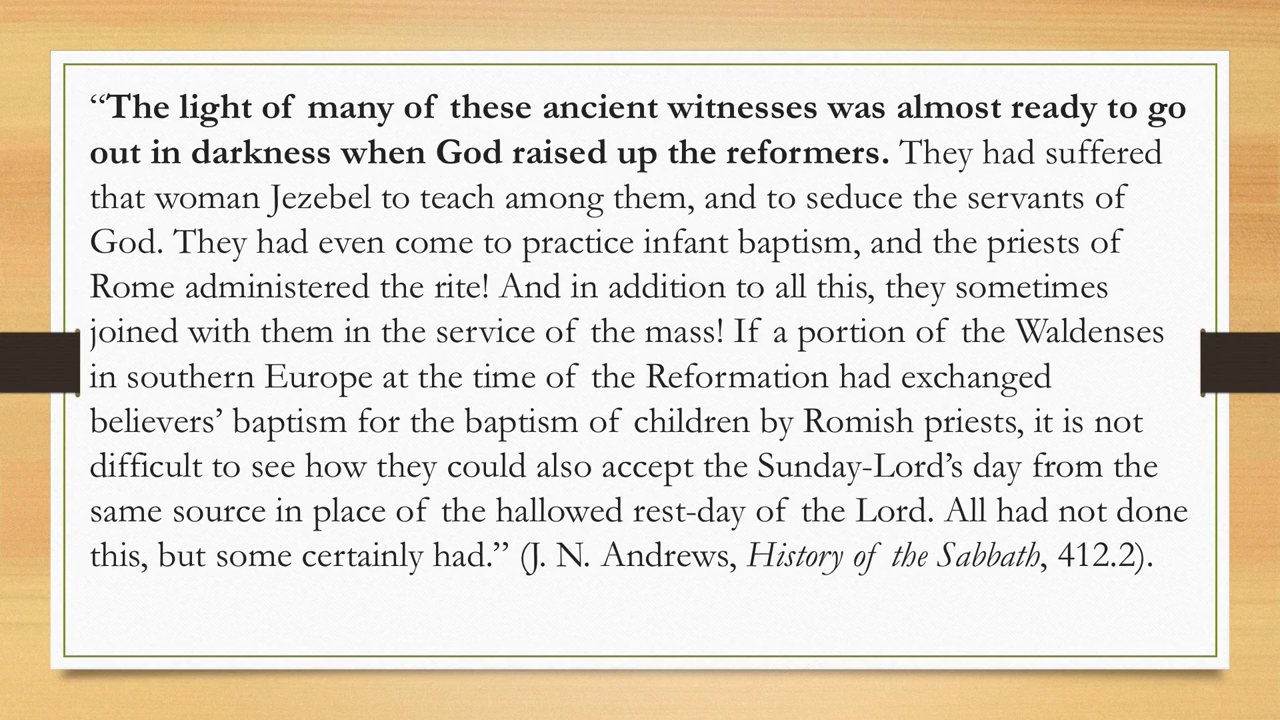 “The light of many of these ancient witnesses was almost ready to go
out in darkness when God raised up the reformers. They had suffered
that woman Jezebel to teach among them, and to seduce the servants of
God. They had even come to practice infant baptism, and the priests of
Rome administered the rite! And in addition to all this, they sometimes
joined with them in the service of the mass! If a portion of the Waldenses
in southern Europe at the time of the Reformation had exchanged
believers’ baptism for the baptism of children by Romish priests, it is not
difficult to see how they could also accept the Sunday-Lord’s day from the
same source in place of the hallowed rest-day of the Lord. All had not done
this, but some certainly had.” (J. N. Andrews, History of the Sabbath, 412.2).